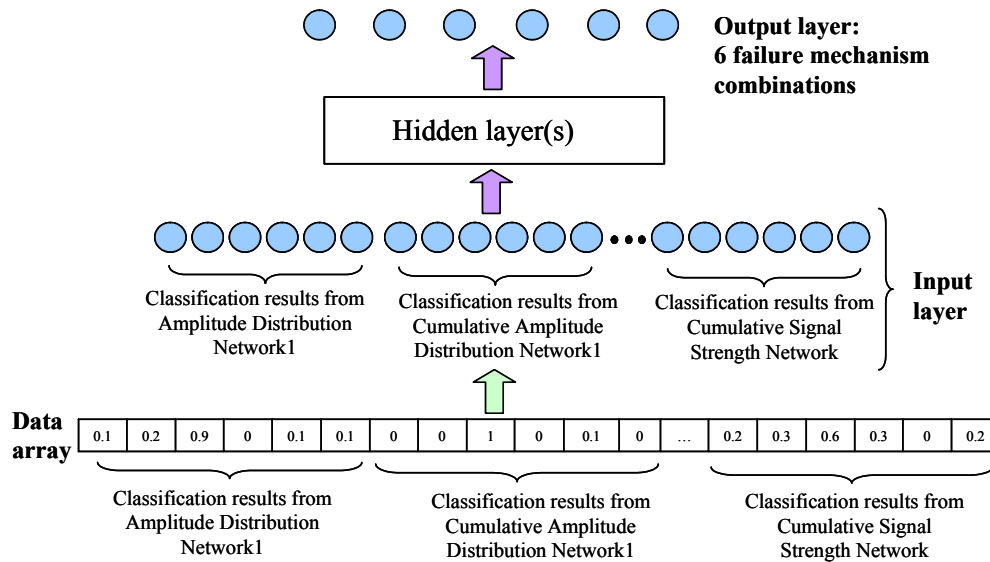 Output layer:
6 failure mechanism
combinations
Hidden layer(s)
Classification results from
Amplitude Distribution
Network1
Classification results from
Cumulative Amplitude
Distribution Network1
Classification results from
Cumulative Signal
Strength Network
Input
layer
Data
array
0.1 0.2 0.9 0 0.1 0.1 0 0 1 0 0.1 0 ... 0.2 0.3 0.6 0.3 0 0.2
Classification results from
Amplitude Distribution
Network1
Classification results from
Cumulative Amplitude
Distribution Network1
Classification results from
Cumulative Signal
Strength Network